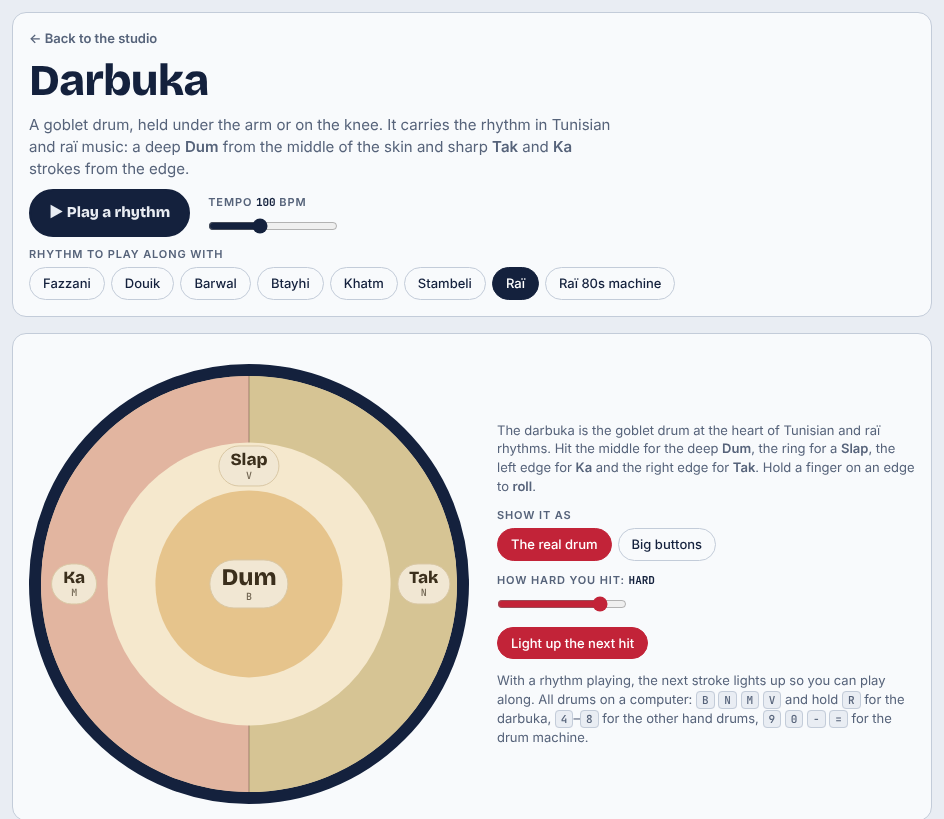 ← Back to the studio
Darbuka
A goblet drum, held under the arm or on the knee. It carries the rhythm in Tunisian
and raï music: a deep Dum from the middle of the skin and sharp Tak and Ka
strokes from the edge.
▶ Play a rhythm
TEMPO 100 BPM
RHYTHM TO PLAY ALONG WITH
Fazzani Douik Barwal Btayhi Khatm Stambeli Raï Raï 80s machine
Slap
V
Ka
M
Dum
B
Tak
N
The darbuka is the goblet drum at the heart of Tunisian and raï
rhythms. Hit the middle for the deep Dum, the ring for a Slap, the
left edge for Ka and the right edge for Tak. Hold a finger on an edge
to roll.
SHOW IT AS
The real drum Big buttons
HOW HARD YOU HIT: HARD
Light up the next hit
With a rhythm playing, the next stroke lights up so you can play
along. All drums on a computer: B N M V and hold R for the
darbuka, 4–8 for the other hand drums, 9 0 - = for the
drum machine.